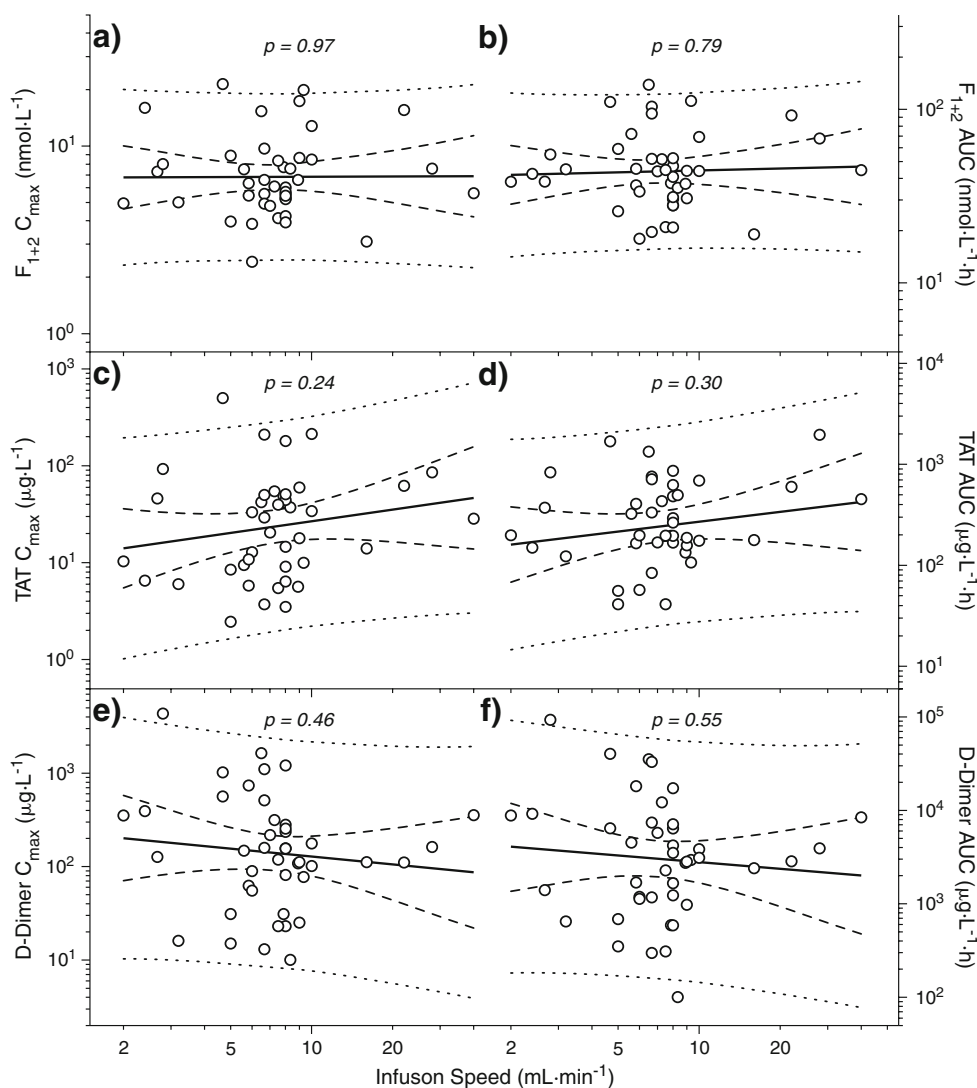 a)
p = 0.97
b)
p = 0.79
F1+2 Cmax (nmol·L-1)
10^1
10^0
F1+2 AUC (nmol·L-1·h)
10^2
10^1
c)
p = 0.24
d)
p = 0.30
TAT Cmax (µg·L-1)
10^3
10^2
10^1
10^0
TAT AUC (µg·L-1·h)
10^4
10^3
10^2
10^1
e)
p = 0.46
f)
p = 0.55
D-Dimer Cmax (µg·L-1)
10^3
10^2
10^1
D-Dimer AUC (µg·L-1·h)
10^5
10^4
10^3
10^2
2 5 10 20 2 5 10 20
Infuson Speed (mL·min-1)